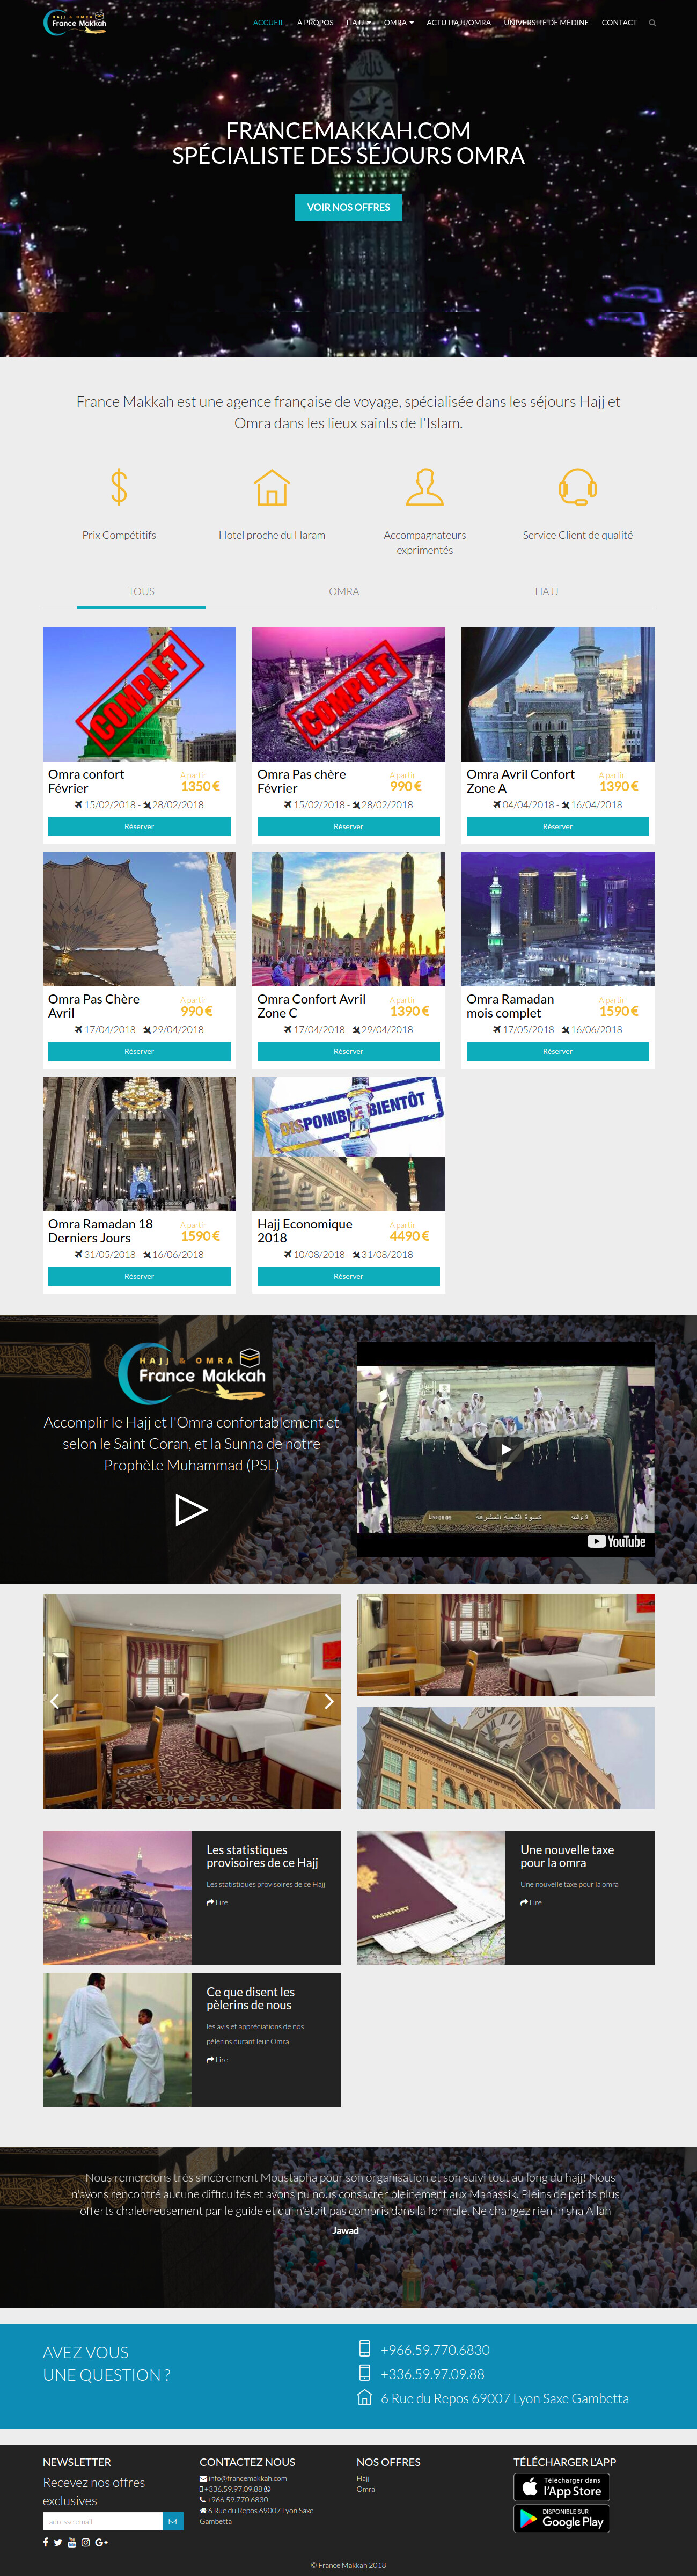 HAJJ & OMRA
France Makkah
ACCUEIL
À PROPOS
HAJJ
OMRA
ACTU HAJJ/OMRA
UNIVERSITÉ DE MÉDINE
CONTACT
FRANCEMAKKAH.COM
SPÉCIALISTE DES SÉJOURS OMRA
VOIR NOS OFFRES
France Makkah est une agence française de voyage, spécialisée dans les séjours Hajj et
Omra dans les lieux saints de l'Islam.
Prix Compétitifs
Hotel proche du Haram
Accompagnateurs
exprimentés
Service Client de qualité
TOUS
OMRA
HAJJ
COMPLET
Omra confort
Février
A partir
1350 €
15/02/2018 - 28/02/2018
Réserver
COMPLET
Omra Pas chère
Février
A partir
990 €
15/02/2018 - 28/02/2018
Réserver
Omra Avril Confort
Zone A
A partir
1390 €
04/04/2018 - 16/04/2018
Réserver
Omra Pas Chère
Avril
A partir
990 €
17/04/2018 - 29/04/2018
Réserver
Omra Confort Avril
Zone C
A partir
1390 €
17/04/2018 - 29/04/2018
Réserver
Omra Ramadan
mois complet
A partir
1590 €
17/05/2018 - 16/06/2018
Réserver
Omra Ramadan 18
Derniers Jours
A partir
1590 €
31/05/2018 - 16/06/2018
Réserver
DISPONIBLE BIENTÔT
Hajj Economique
2018
A partir
4490 €
10/08/2018 - 31/08/2018
Réserver
HAJJ & OMRA
France Makkah
Accomplir le Hajj et l'Omra confortablement et
selon le Saint Coran, et la Sunna de notre
Prophète Muhammad (PSL)
كسوة الكعبة المشرفة
YouTube
Les statistiques
provisoires de ce Hajj
Les statistiques provisoires de ce Hajj
Lire
PASSEPORT
Une nouvelle taxe
pour la omra
Une nouvelle taxe pour la omra
Lire
Ce que disent les
pèlerins de nous
les avis et appréciations de nos
pèlerins durant leur Omra
Lire
Nous remercions très sincèrement Moustapha pour son organisation et son suivi tout au long du hajj! Nous
n'avons rencontré aucune difficultés et avons pu nous consacrer pleinement aux Manassik. Pleins de petits plus
offerts chaleureusement par le guide et qui n'était pas compris dans la formule. Ne changez rien in sha Allah
Jawad
AVEZ VOUS
UNE QUESTION ?
+966.59.770.6830
+336.59.97.09.88
6 Rue du Repos 69007 Lyon Saxe Gambetta
NEWSLETTER
Recevez nos offres
exclusives
adresse email
CONTACTEZ NOUS
info@francemakkah.com
+336.59.97.09.88
+966.59.770.6830
6 Rue du Repos 69007 Lyon Saxe
Gambetta
NOS OFFRES
Hajj
Omra
TÉLÉCHARGER L'APP
Télécharger dans
l'App Store
DISPONIBLE SUR
Google Play
© France Makkah 2018